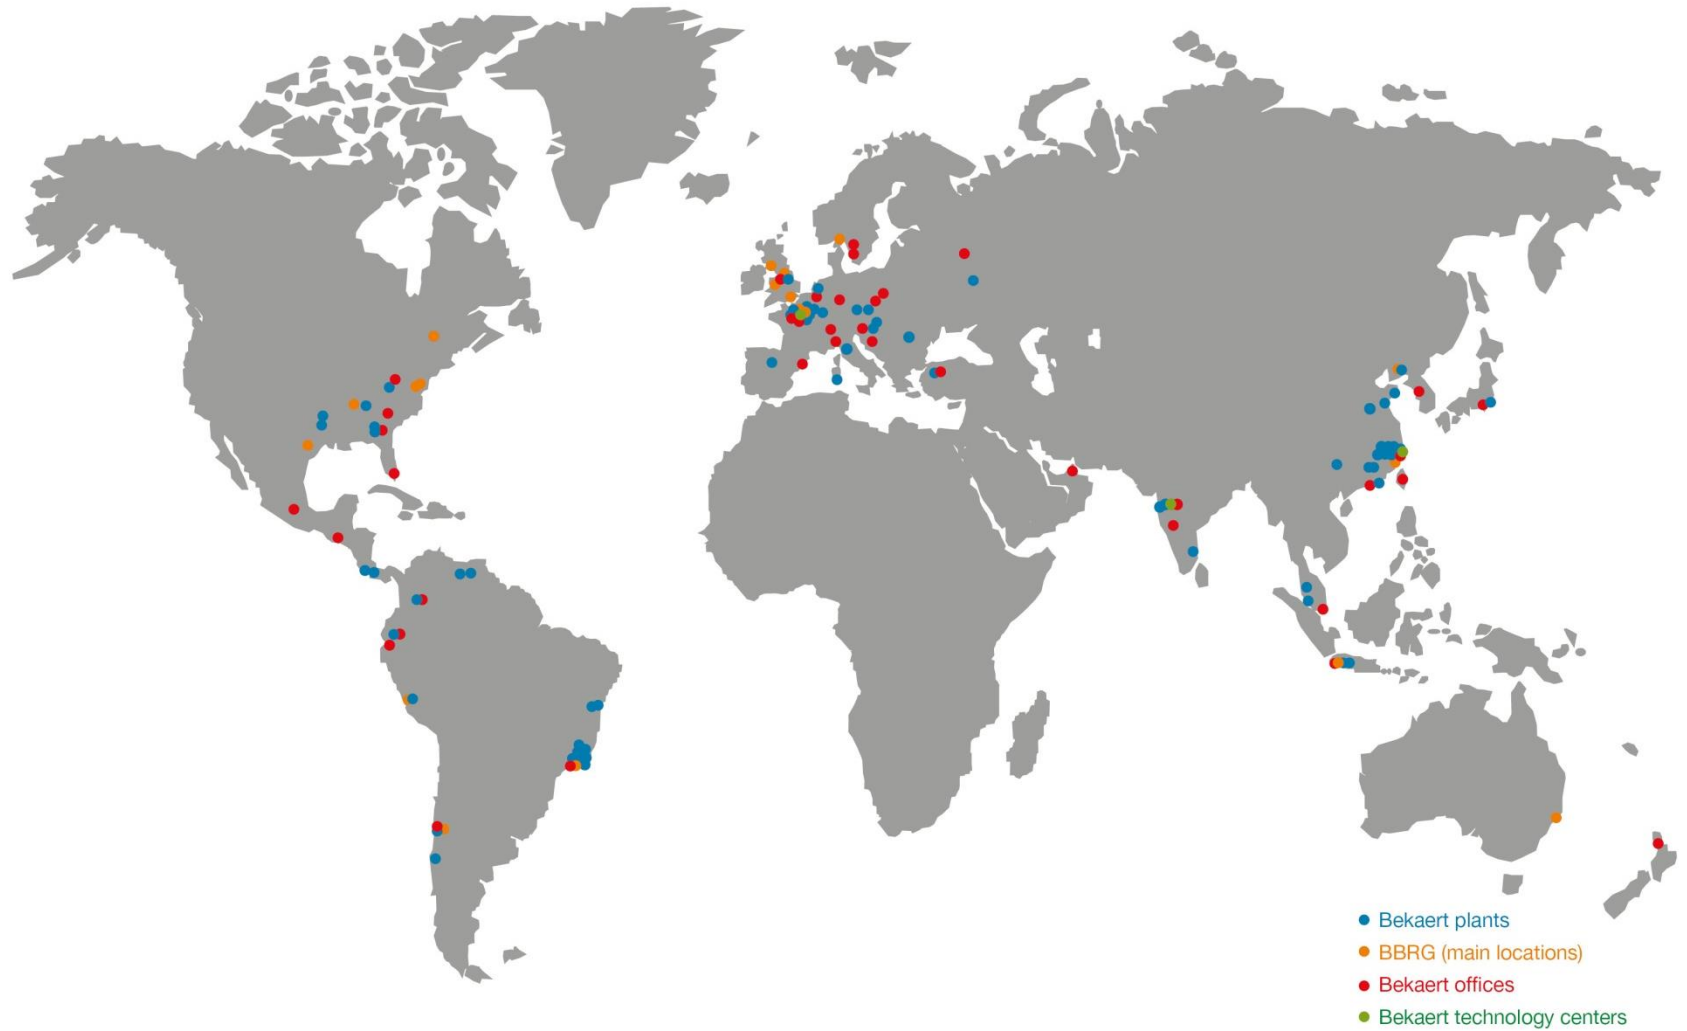 Bekaert plants
BBRG (main locations)
Bekaert offices
Bekaert technology centers